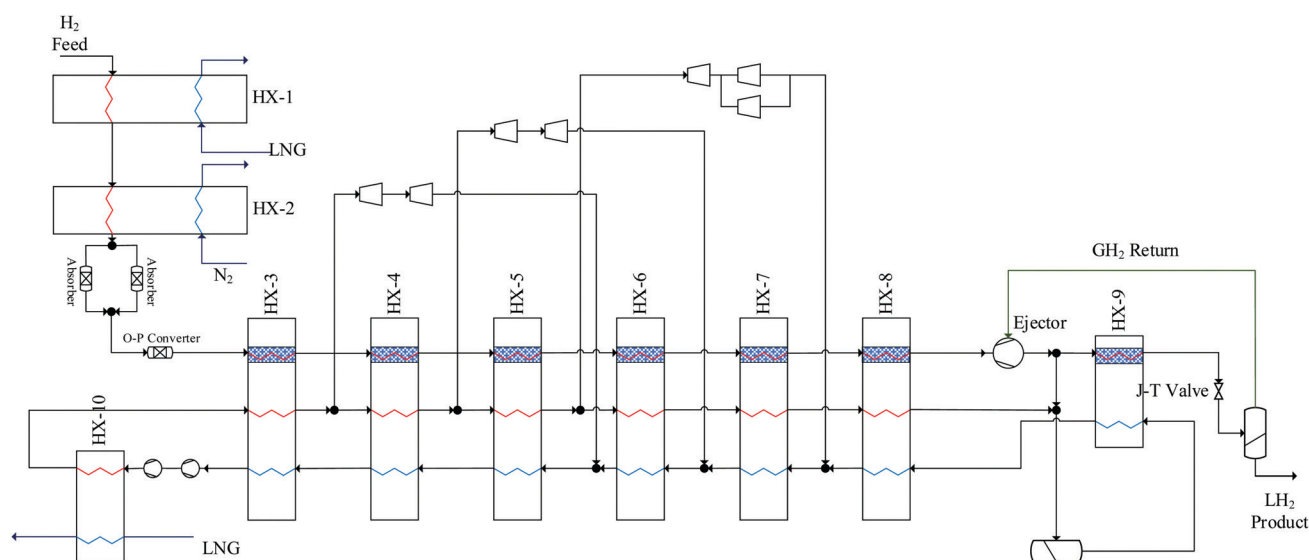 H2
Feed
HX-1
LNG
HX-2
N2
Absorber
Absorber
O-P Converter
HX-3
HX-4
HX-5
HX-6
HX-7
HX-8
GH2 Return
Ejector
HX-9
J-T Valve
HX-10
LNG
LH2
Product